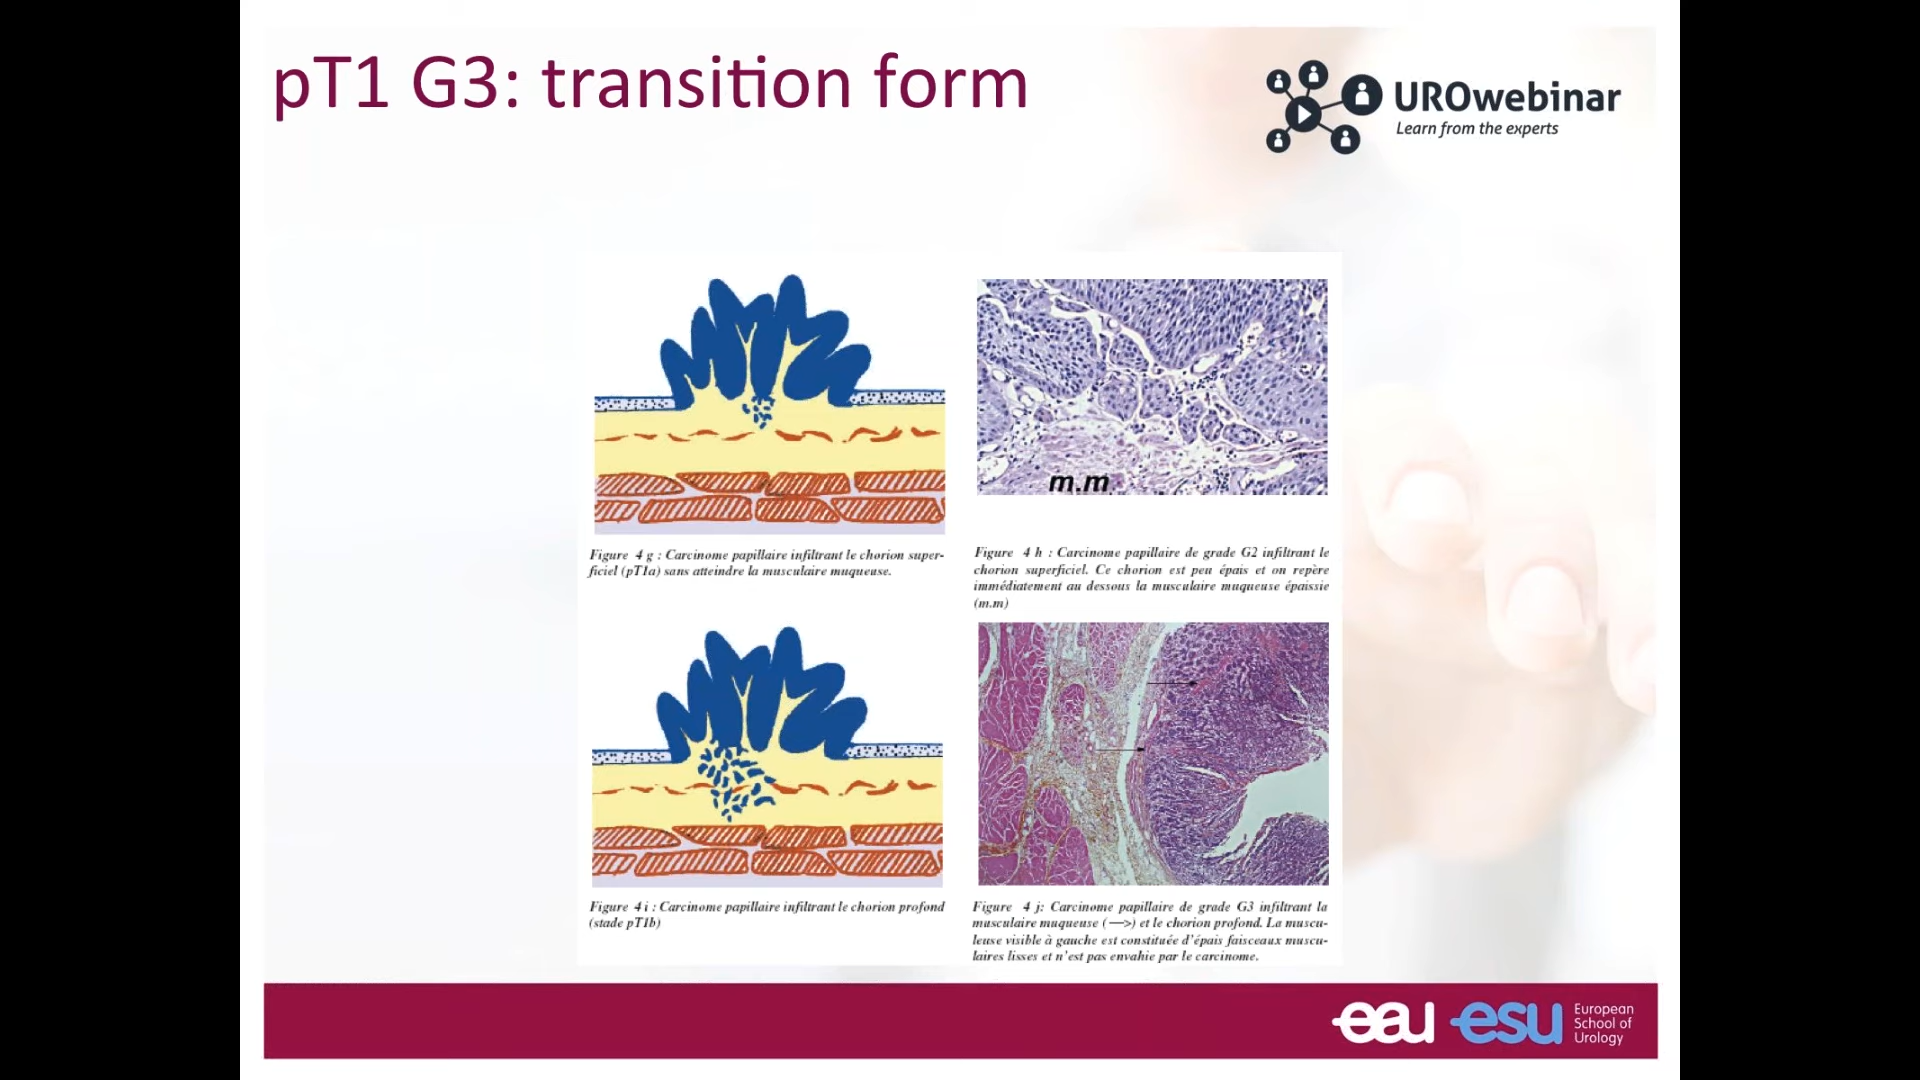 pT1 G3: transition form
UROwebinar
Learn from the experts
m.m
Figure 4 g : Carcinome papillaire infiltrant le chorion super-
ficiel (pT1a) sans atteindre la musculaire muqueuse.
Figure 4 h : Carcinome papillaire de grade G2 infiltrant le
chorion superficiel. Ce chorion est peu épais et on repère
immédiatement au dessous la musculaire muqueuse épaissie
(m.m)
Figure 4 i : Carcinome papillaire infiltrant le chorion profond
(stade pT1b)
Figure 4 j: Carcinome papillaire de grade G3 infiltrant la
musculaire muqueuse (—>) et le chorion profond. La muscu-
leuse visible à gauche est constituée d'épais faisceaux muscu-
laires lisses et n'est pas envahie par le carcinome.
eau esu
European
School of
Urology